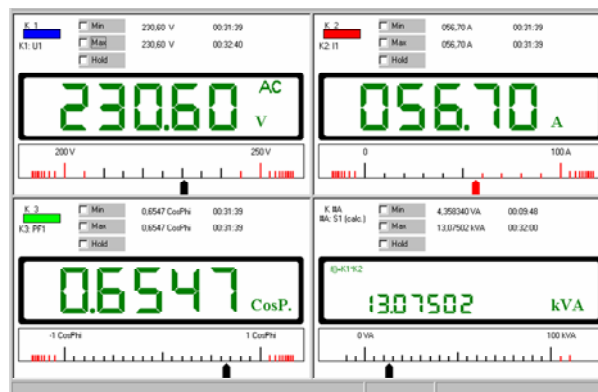 K 1
K1: U1
Min 230,60 V 00:31:39
Max 230,60 V 00:32:40
Hold
230.60 AC V
200 V 250 V
K 2
K2: I1
Min 056,70 A 00:31:39
Max 056,70 A 00:31:39
Hold
056.70 A
0 100 A
K 3
K3: PF1
Min 0,6547 CosPhi 00:31:39
Max 0,6547 CosPhi 00:31:39
Hold
0.6547 CosP.
-1 CosPhi 1 CosPhi
S1 (calc.)
Min 4,358340 VA 00:09:48
Max 13,07502 kVA 00:32:00
Hold
13.07502 kVA
0 VA 100 kVA